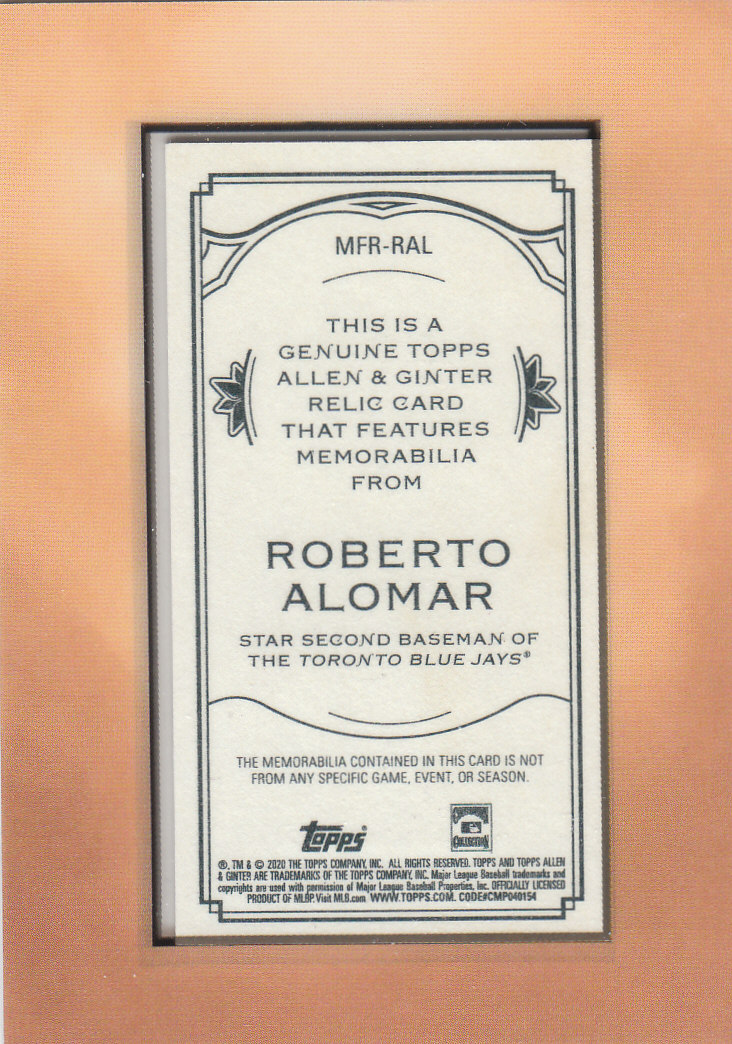 MFR-RAL
THIS IS A
GENUINE TOPPS
ALLEN & GINTER
RELIC CARD
THAT FEATURES
MEMORABILIA
FROM
ROBERTO
ALOMAR
STAR SECOND BASEMAN OF
THE TORONTO BLUE JAYS®
THE MEMORABILIA CONTAINED IN THIS CARD IS NOT
FROM ANY SPECIFIC GAME, EVENT, OR SEASON.
topps®
COOPERSTOWN
COLLECTION
®, TM & © 2020 THE TOPPS COMPANY, INC. ALL RIGHTS RESERVED. TOPPS AND TOPPS ALLEN
& GINTER ARE TRADEMARKS OF THE TOPPS COMPANY, INC. Major League Baseball trademarks and
copyrights are used with permission of Major League Baseball Properties, Inc. OFFICIALLY LICENSED
PRODUCT OF MLBP. Visit MLB.com WWW.TOPPS.COM. CODE#CMP040154